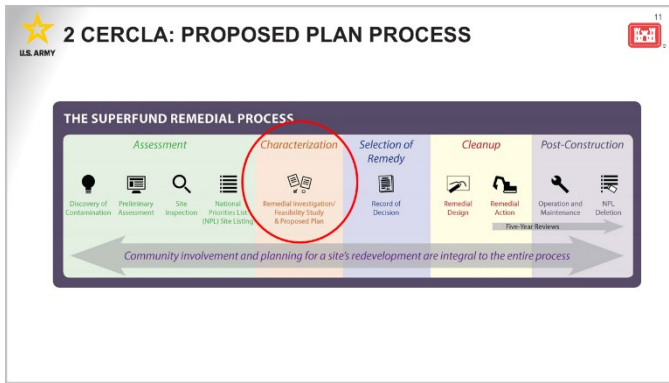 11
2 CERCLA: PROPOSED PLAN PROCESS
U.S. ARMY
THE SUPERFUND REMEDIAL PROCESS
Assessment
Characterization
Selection of
Remedy
Cleanup
Post-Construction
Discovery of
Contamination
Preliminary
Assessment
Site
Inspection
National
Priorities List
(NPL) Site Listing
Remedial Investigation/
Feasibility Study
& Proposed Plan
Record of
Decision
Remedial
Design
Remedial
Action
Operation and
Maintenance
NPL
Deletion
Five-Year Reviews
Community involvement and planning for a site's redevelopment are integral to the entire process